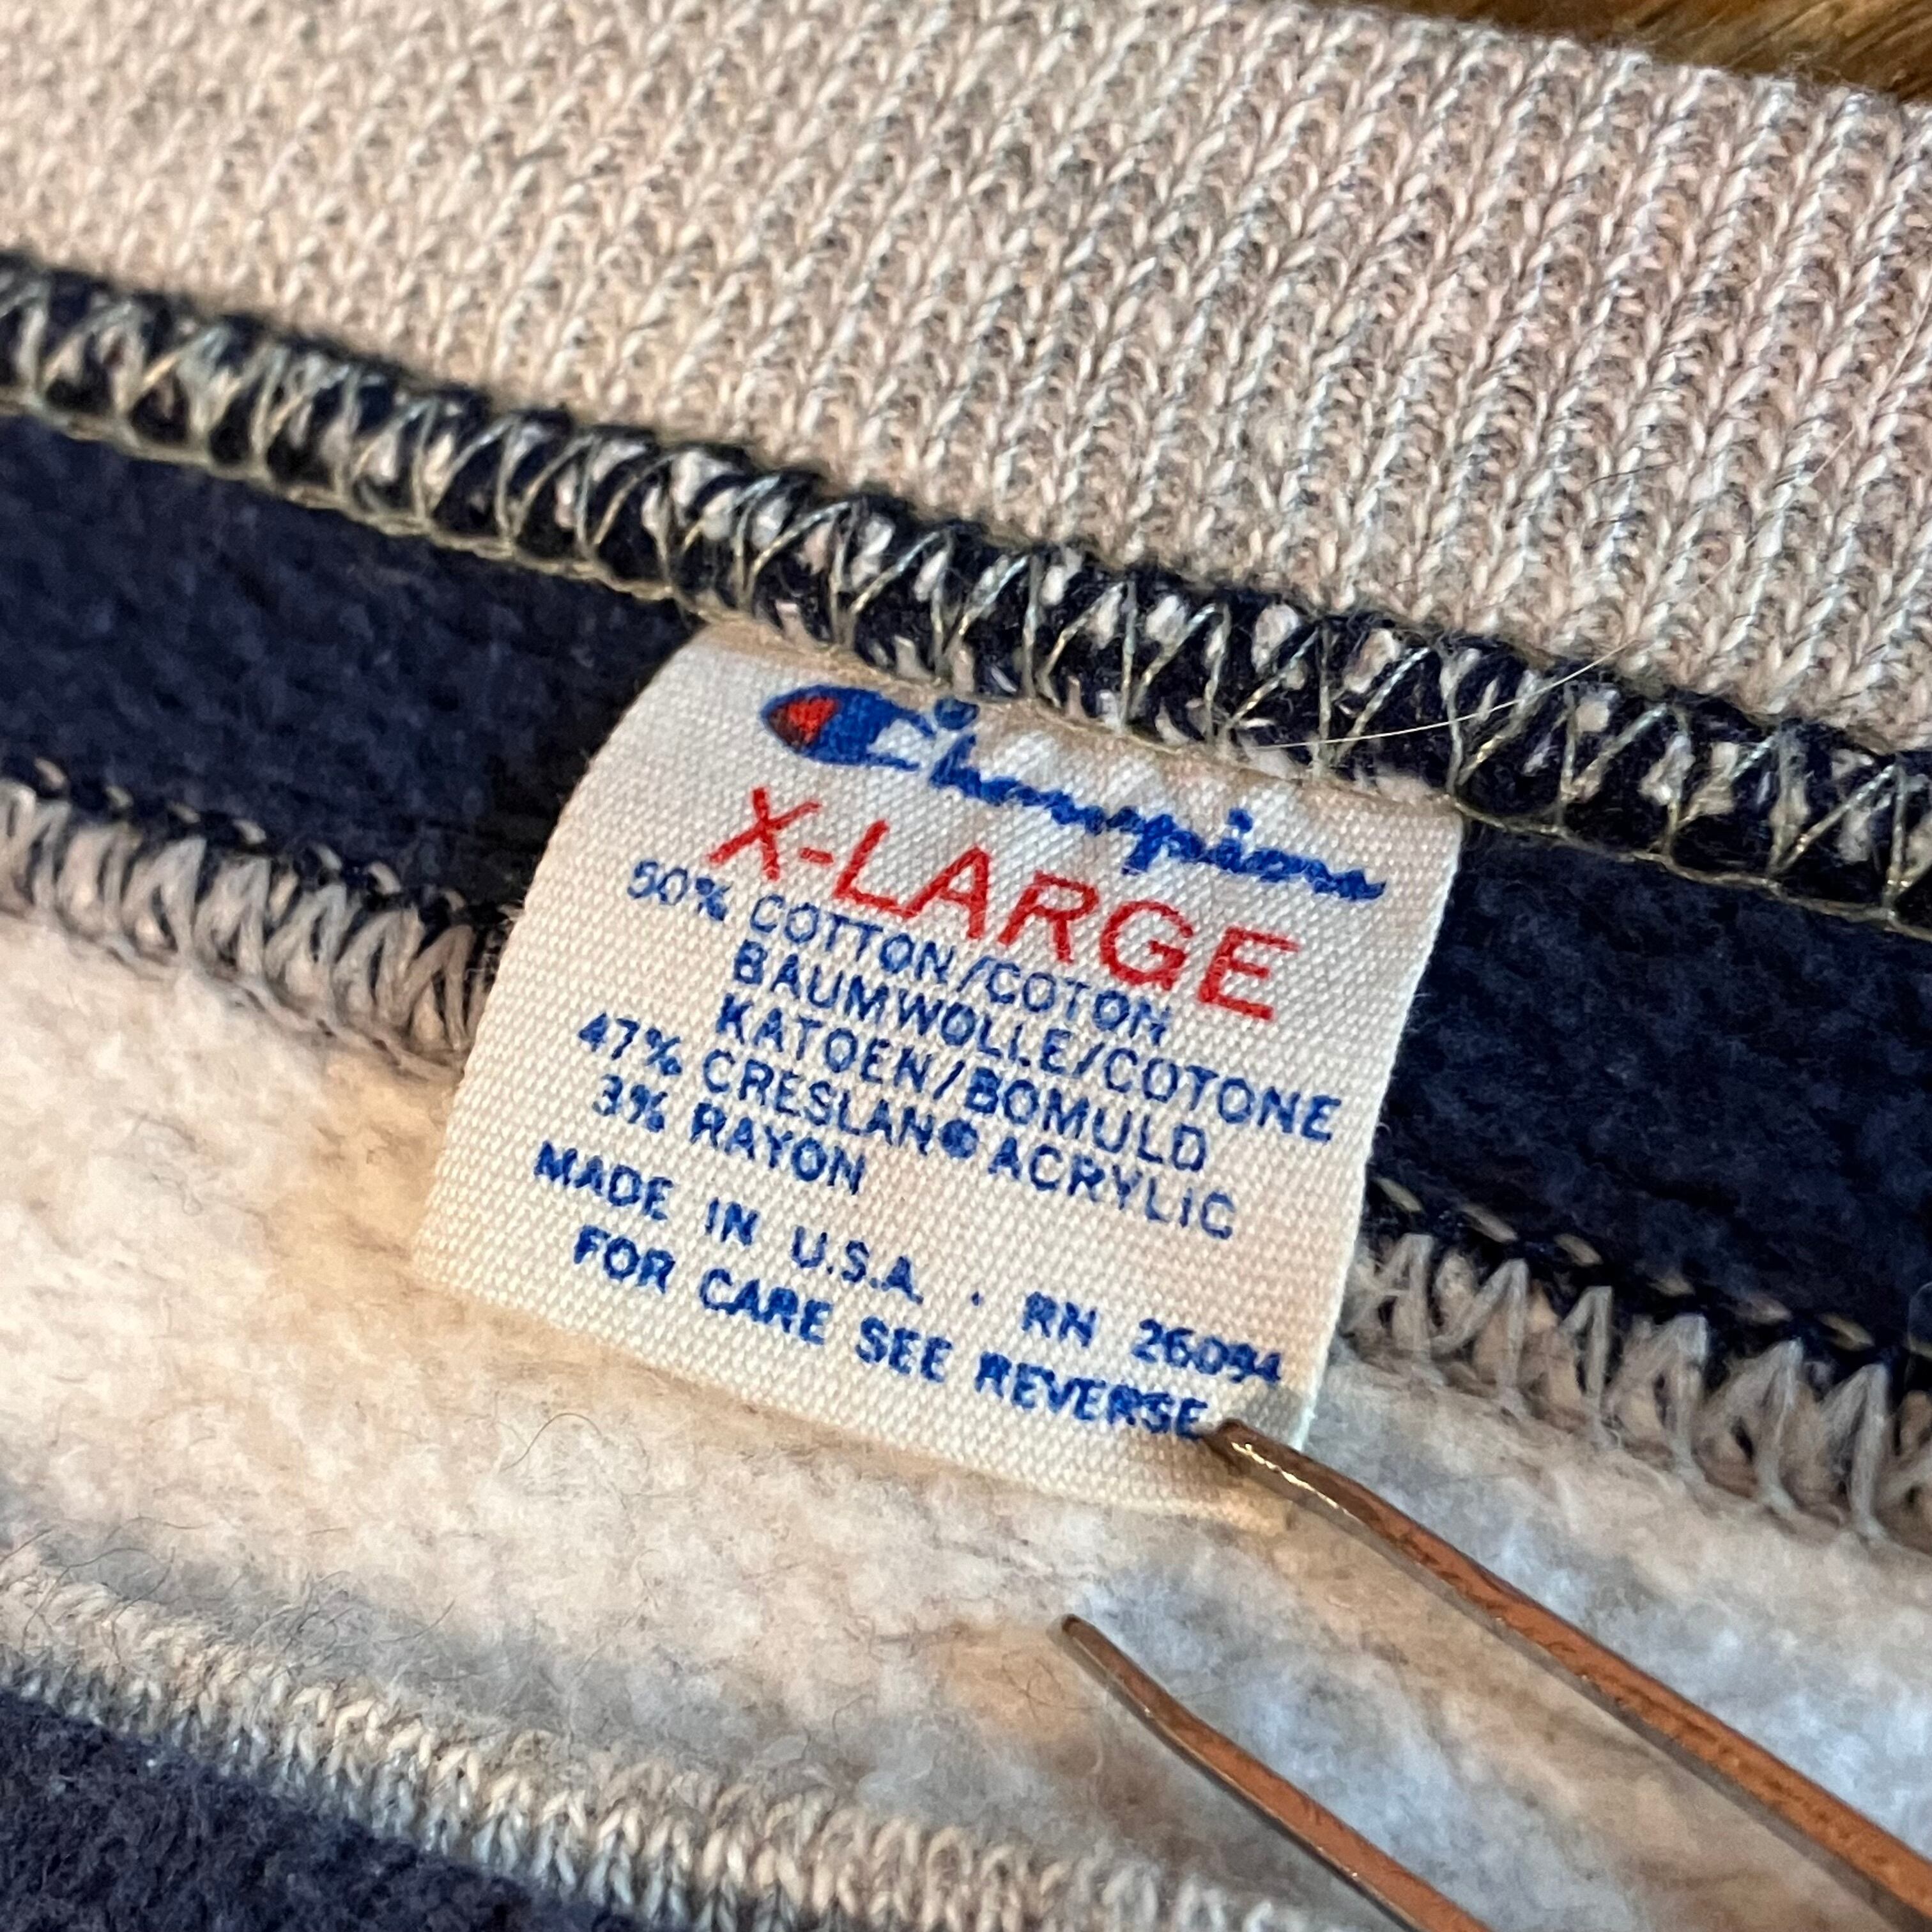 Champion
X-LARGE
50% COTTON/COTON
BAUMWOLLE/COTONE
KATOEN/BOMULD
47% CRESLAN® ACRYLIC
3% RAYON
MADE IN U.S.A. · RN 26094
FOR CARE SEE REVERSE